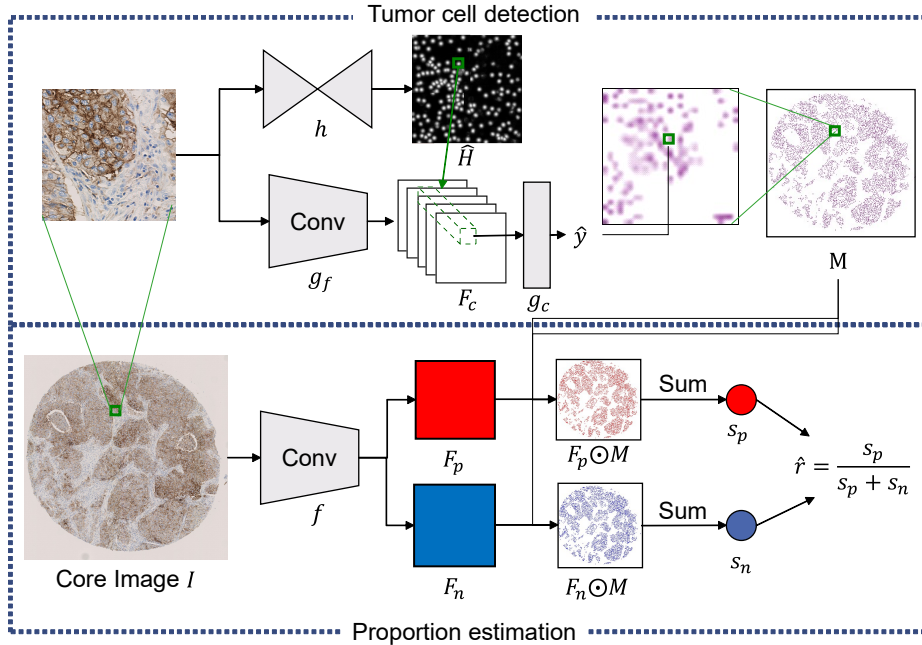 Tumor cell detection
h
Ĥ
Conv
g_f
F_c
g_c
ŷ
M
Core Image I
Conv
f
F_p
F_p⊙M
Sum
s_p
F_n
F_n⊙M
Sum
s_n
r̂ = s_p / (s_p + s_n)
Proportion estimation